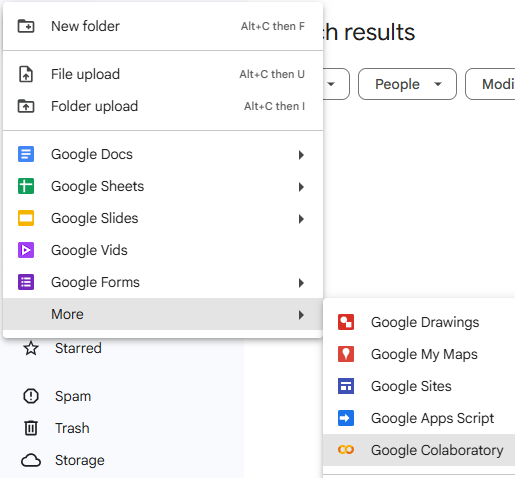 New folder Alt+C then F
File upload Alt+C then U
Folder upload Alt+C then I
Google Docs
Google Sheets
Google Slides
Google Vids
Google Forms
More
Starred
Spam
Trash
Storage
results
People
Google Drawings
Google My Maps
Google Sites
Google Apps Script
Google Colaboratory